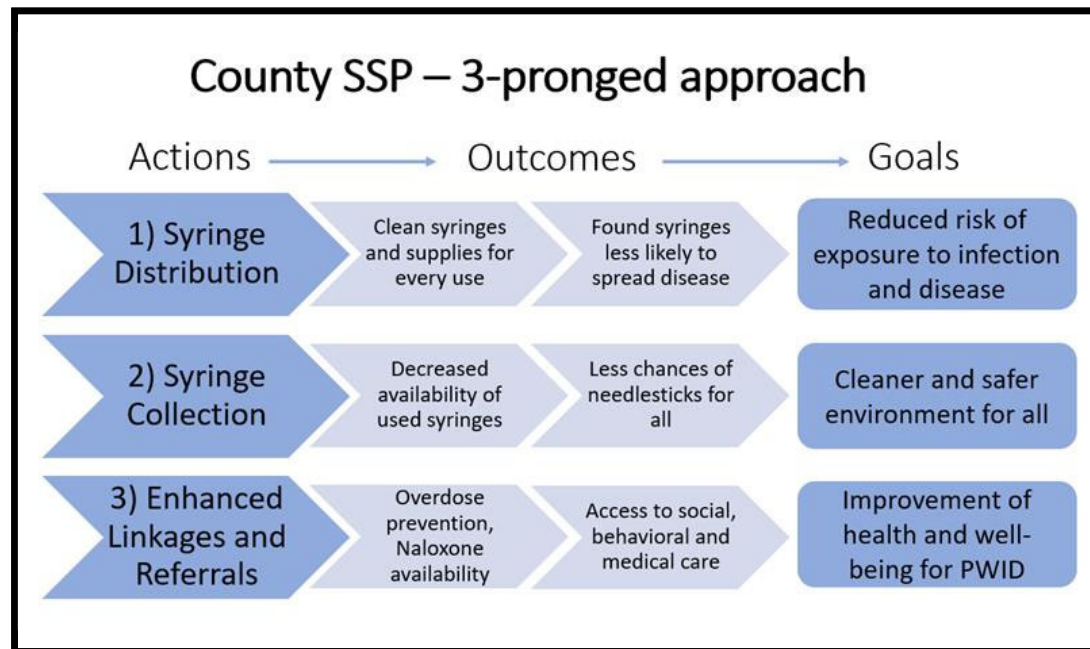 County SSP – 3-pronged approach
Actions
Outcomes
Goals
1) Syringe
Distribution
Clean syringes
and supplies for
every use
Found syringes
less likely to
spread disease
Reduced risk of
exposure to infection
and disease
2) Syringe
Collection
Decreased
availability of
used syringes
Less chances of
needlesticks for
all
Cleaner and safer
environment for all
3) Enhanced
Linkages and
Referrals
Overdose
prevention,
Naloxone
availability
Access to social,
behavioral and
medical care
Improvement of
health and well-
being for PWID